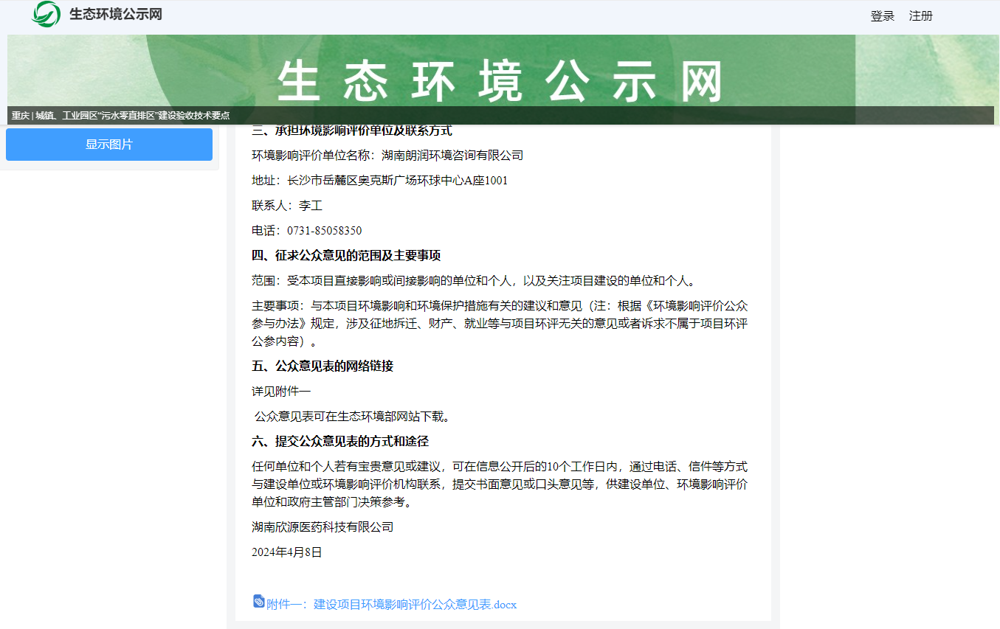 生态环境公示网
登录 注册
生态环境公示网
重庆 | 城镇、工业园区“污水零直排区”建设验收技术要点
显示图片
三、承担环境影响评价单位及联系方式
环境影响评价单位名称：湖南朗润环境咨询有限公司
地址：长沙市岳麓区奥克斯广场环球中心A座1001
联系人：李工
电话：0731-85058350
四、征求公众意见的范围及主要事项
范围：受本项目直接影响或间接影响的单位和个人，以及关注项目建设的单位和个人。
主要事项：与本项目环境影响和环境保护措施有关的建议和意见（注：根据《环境影响评价公众
参与办法》规定，涉及征地拆迁、财产、就业等与项目环评无关的意见或者诉求不属于项目环评
公参内容）。
五、公众意见表的网络链接
详见附件一
公众意见表可在生态环境部网站下载。
六、提交公众意见表的方式和途径
任何单位和个人若有宝贵意见或建议，可在信息公开后的10个工作日内，通过电话、信件等方式
与建设单位或环境影响评价机构联系，提交书面意见或口头意见等，供建设单位、环境影响评价
单位和政府主管部门决策参考。
湖南欣源医药科技有限公司
2024年4月8日
附件一：建设项目环境影响评价公众意见表.docx